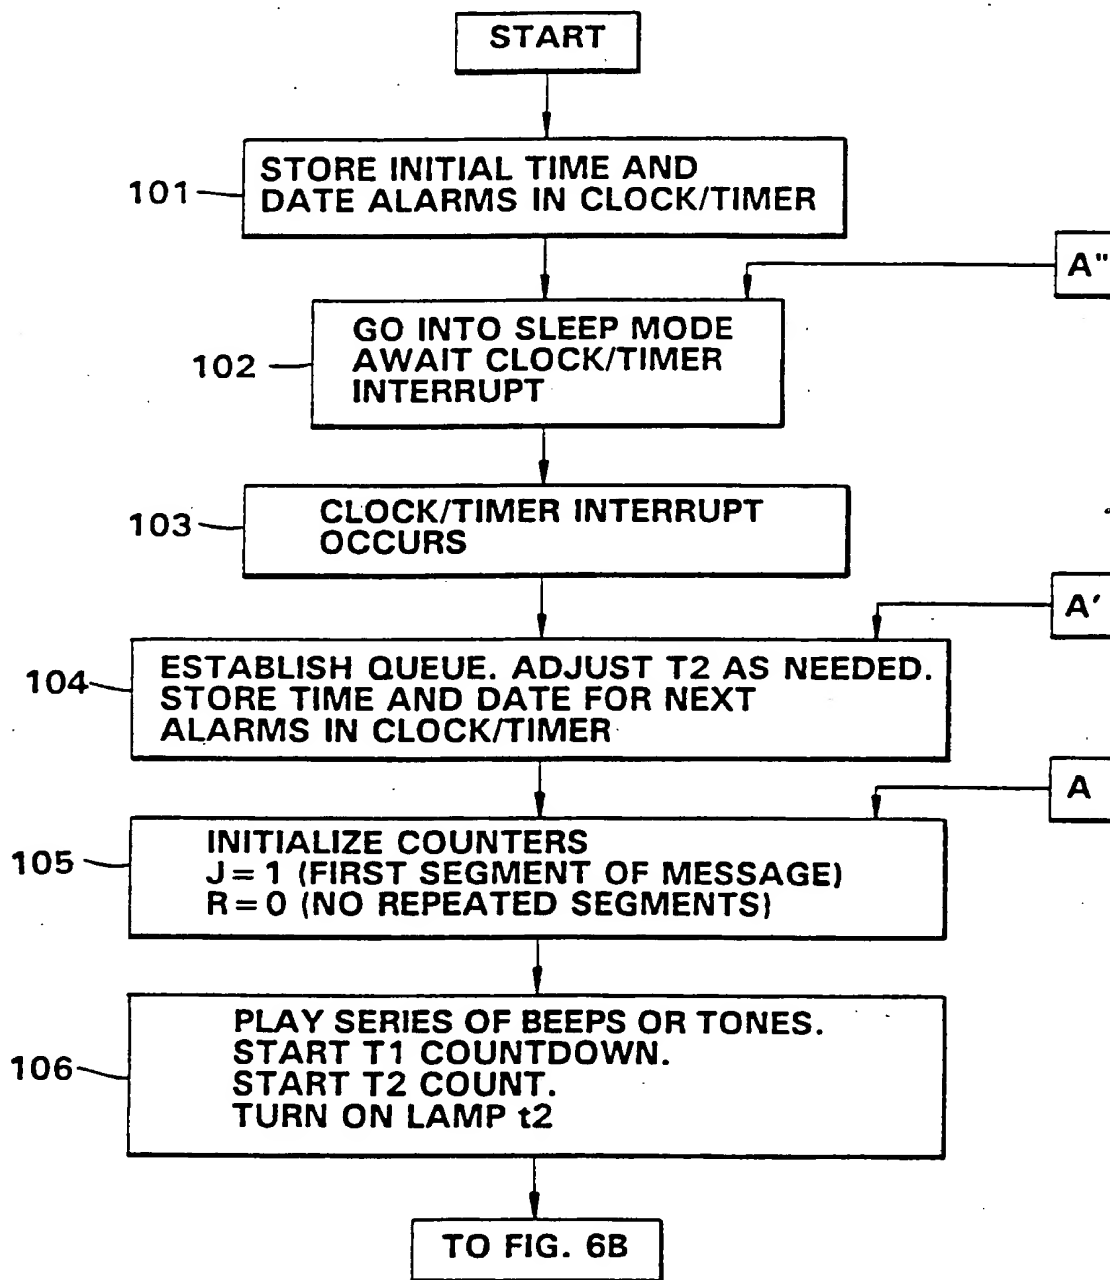 START
101
STORE INITIAL TIME AND
DATE ALARMS IN CLOCK/TIMER
A"
102
GO INTO SLEEP MODE
AWAIT CLOCK/TIMER
INTERRUPT
103
CLOCK/TIMER INTERRUPT
OCCURS
A'
104
ESTABLISH QUEUE. ADJUST T2 AS NEEDED.
STORE TIME AND DATE FOR NEXT
ALARMS IN CLOCK/TIMER
A
105
INITIALIZE COUNTERS
J=1 (FIRST SEGMENT OF MESSAGE)
R=0 (NO REPEATED SEGMENTS)
106
PLAY SERIES OF BEEPS OR TONES.
START T1 COUNTDOWN.
START T2 COUNT.
TURN ON LAMP t2
TO FIG. 6B